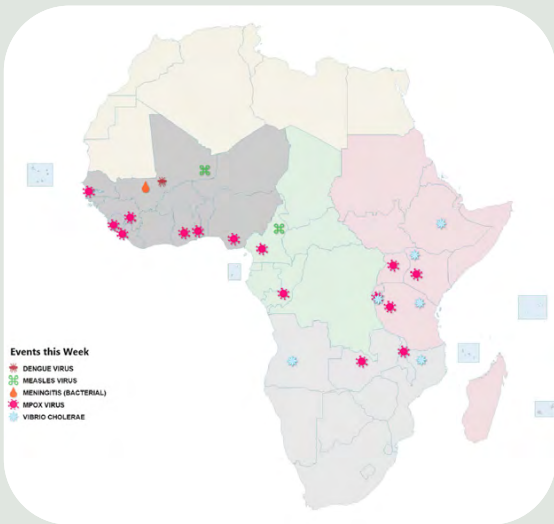 Events this Week
DENGUE VIRUS
MEASLES VIRUS
MENINGITIS (BACTERIAL)
MPOX VIRUS
VIBRIO CHOLERAE